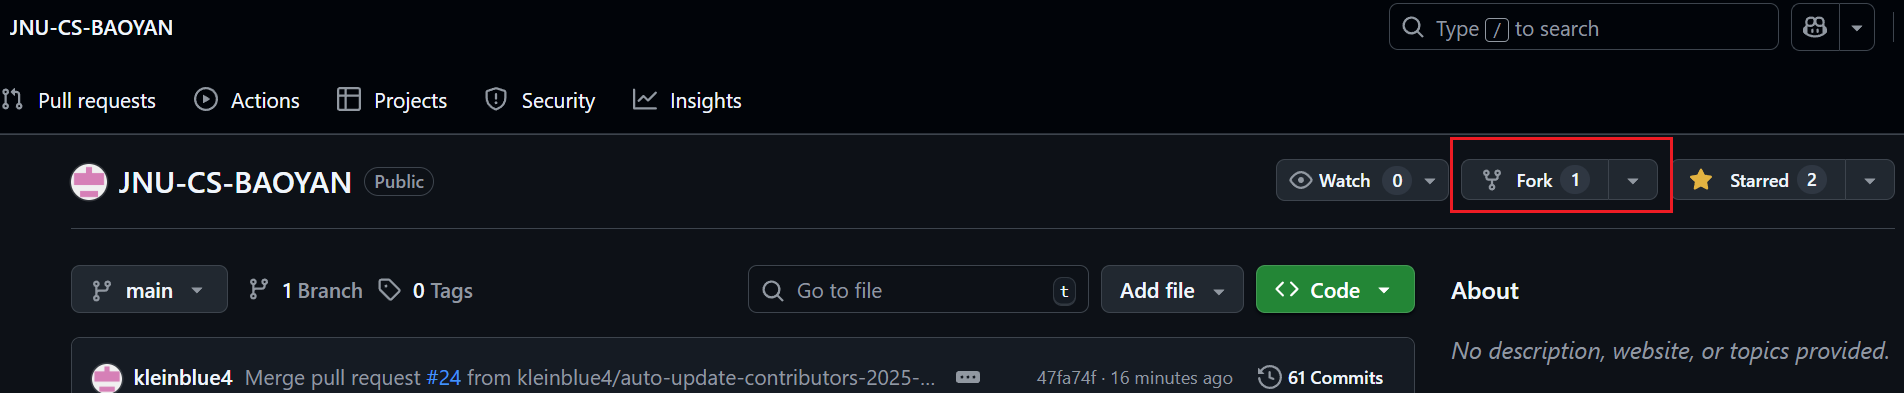 JNU-CS-BAOYAN
Type / to search
Pull requests Actions Projects Security Insights
JNU-CS-BAOYAN Public
Watch 0 Fork 1 Starred 2
main 1 Branch 0 Tags Go to file t Add file Code
About
No description, website, or topics provided.
kleinblue4 Merge pull request #24 from kleinblue4/auto-update-contributors-2025-... 47fa74f · 16 minutes ago 61 Commits